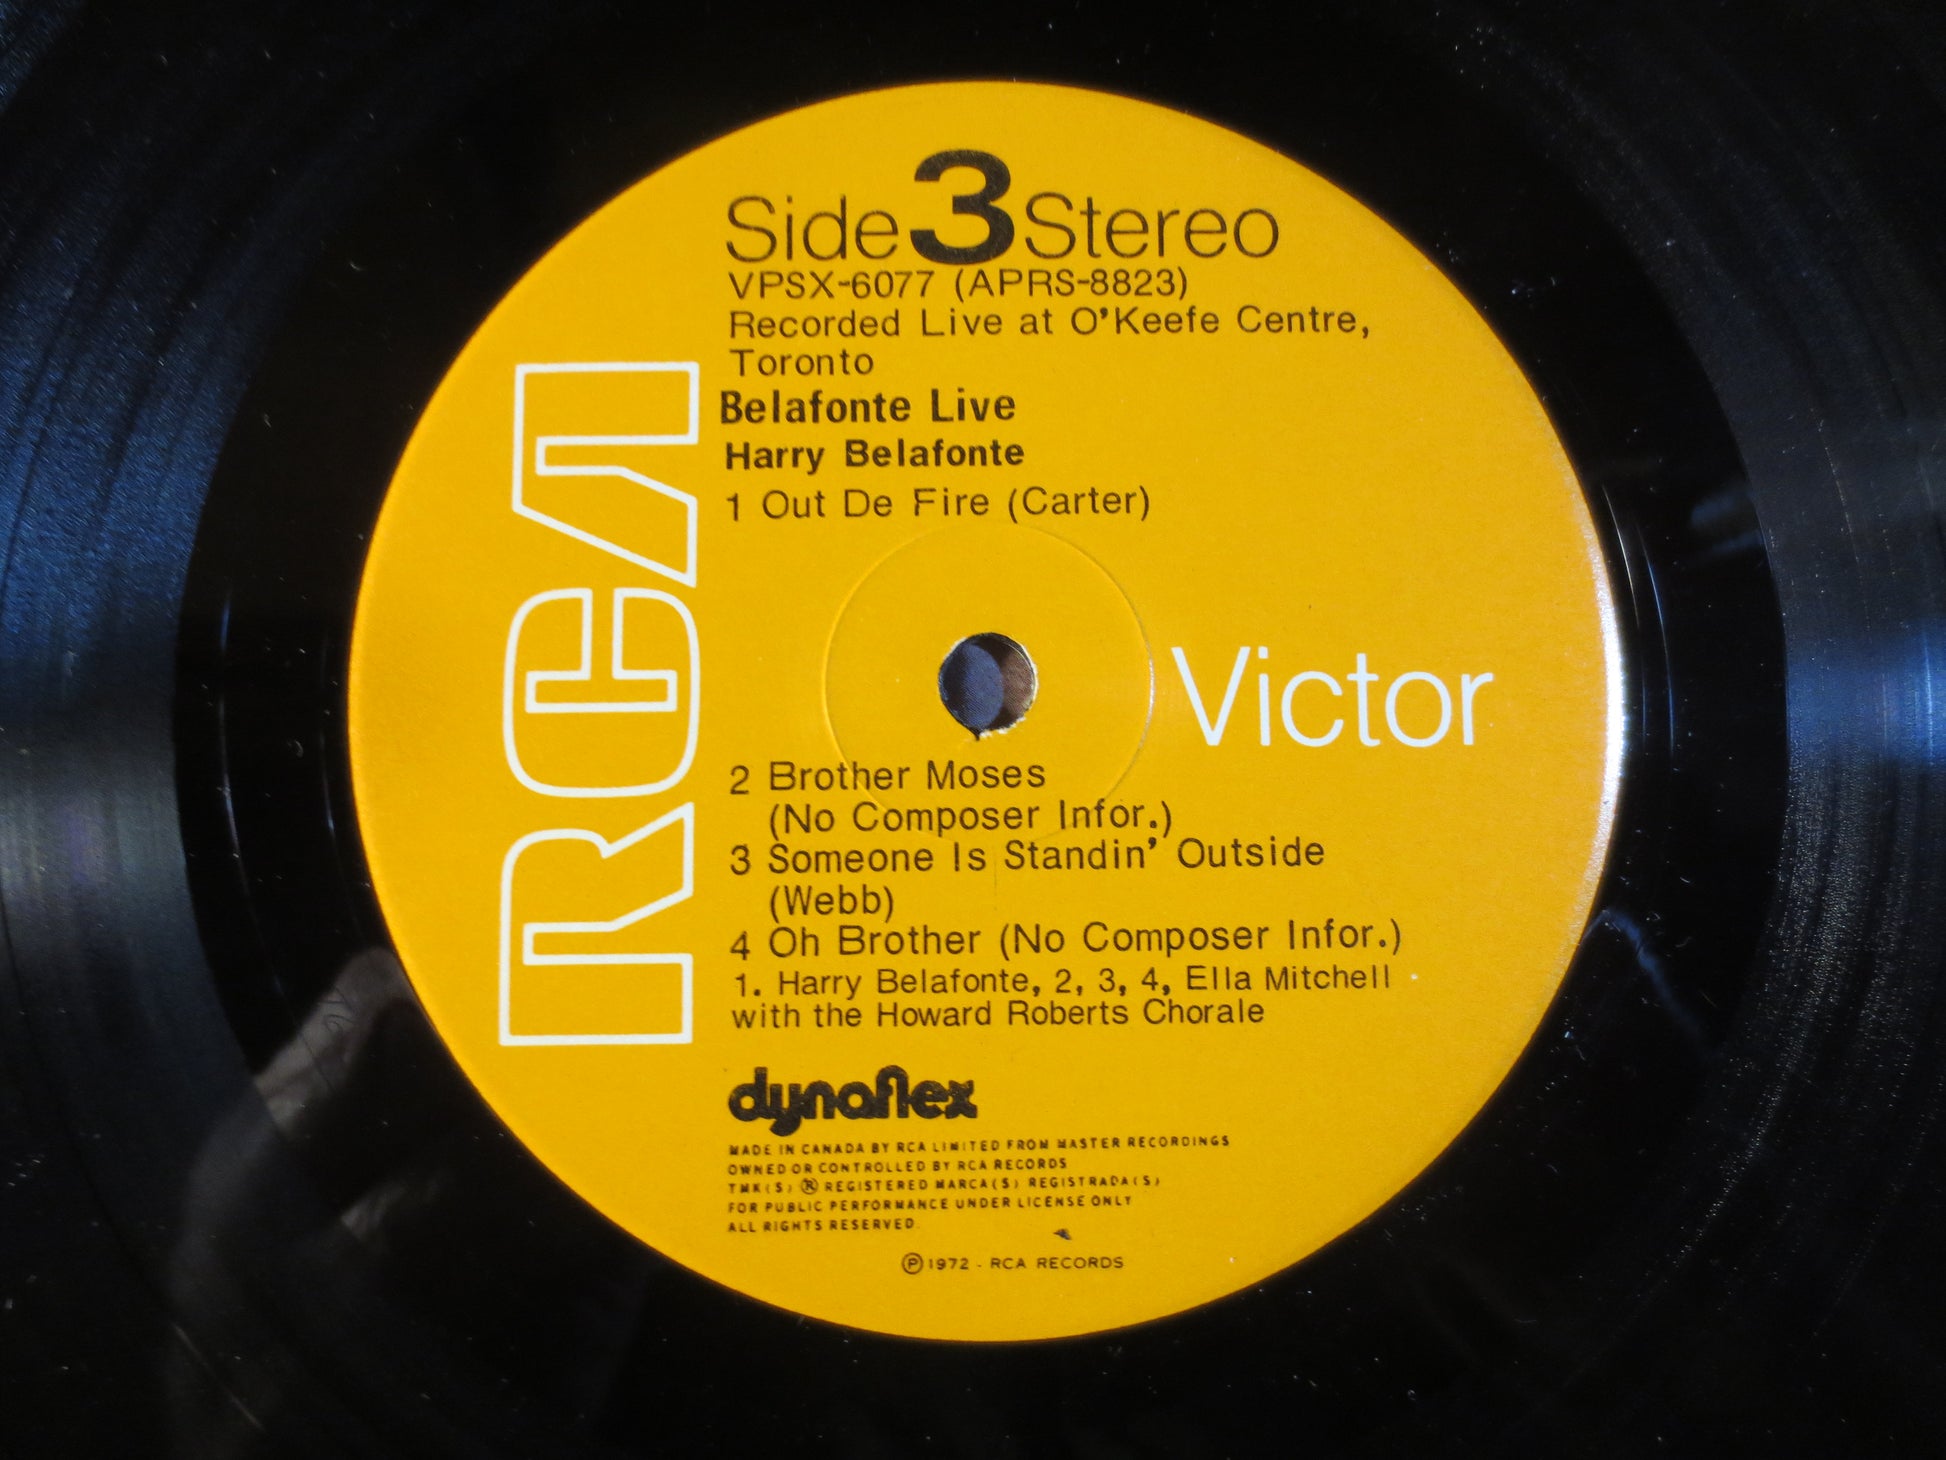 Side 3 Stereo
VPSX-6077 (APRS-8823)
Recorded Live at O'Keefe Centre,
Toronto
Belafonte Live
Harry Belafonte
1 Out De Fire (Carter)
RCA
Victor
2 Brother Moses
(No Composer Infor.)
3 Someone Is Standin' Outside
(Webb)
4 Oh Brother (No Composer Infor.)
1. Harry Belafonte, 2, 3, 4, Ella Mitchell
with the Howard Roberts Chorale
dynaflex
MADE IN CANADA BY RCA LIMITED FROM MASTER RECORDINGS
OWNED OR CONTROLLED BY RCA RECORDS
TMK(S) ® REGISTERED MARCA(S) REGISTRADA(S)
FOR PUBLIC PERFORMANCE UNDER LICENSE ONLY
ALL RIGHTS RESERVED.
℗ 1972 - RCA RECORDS